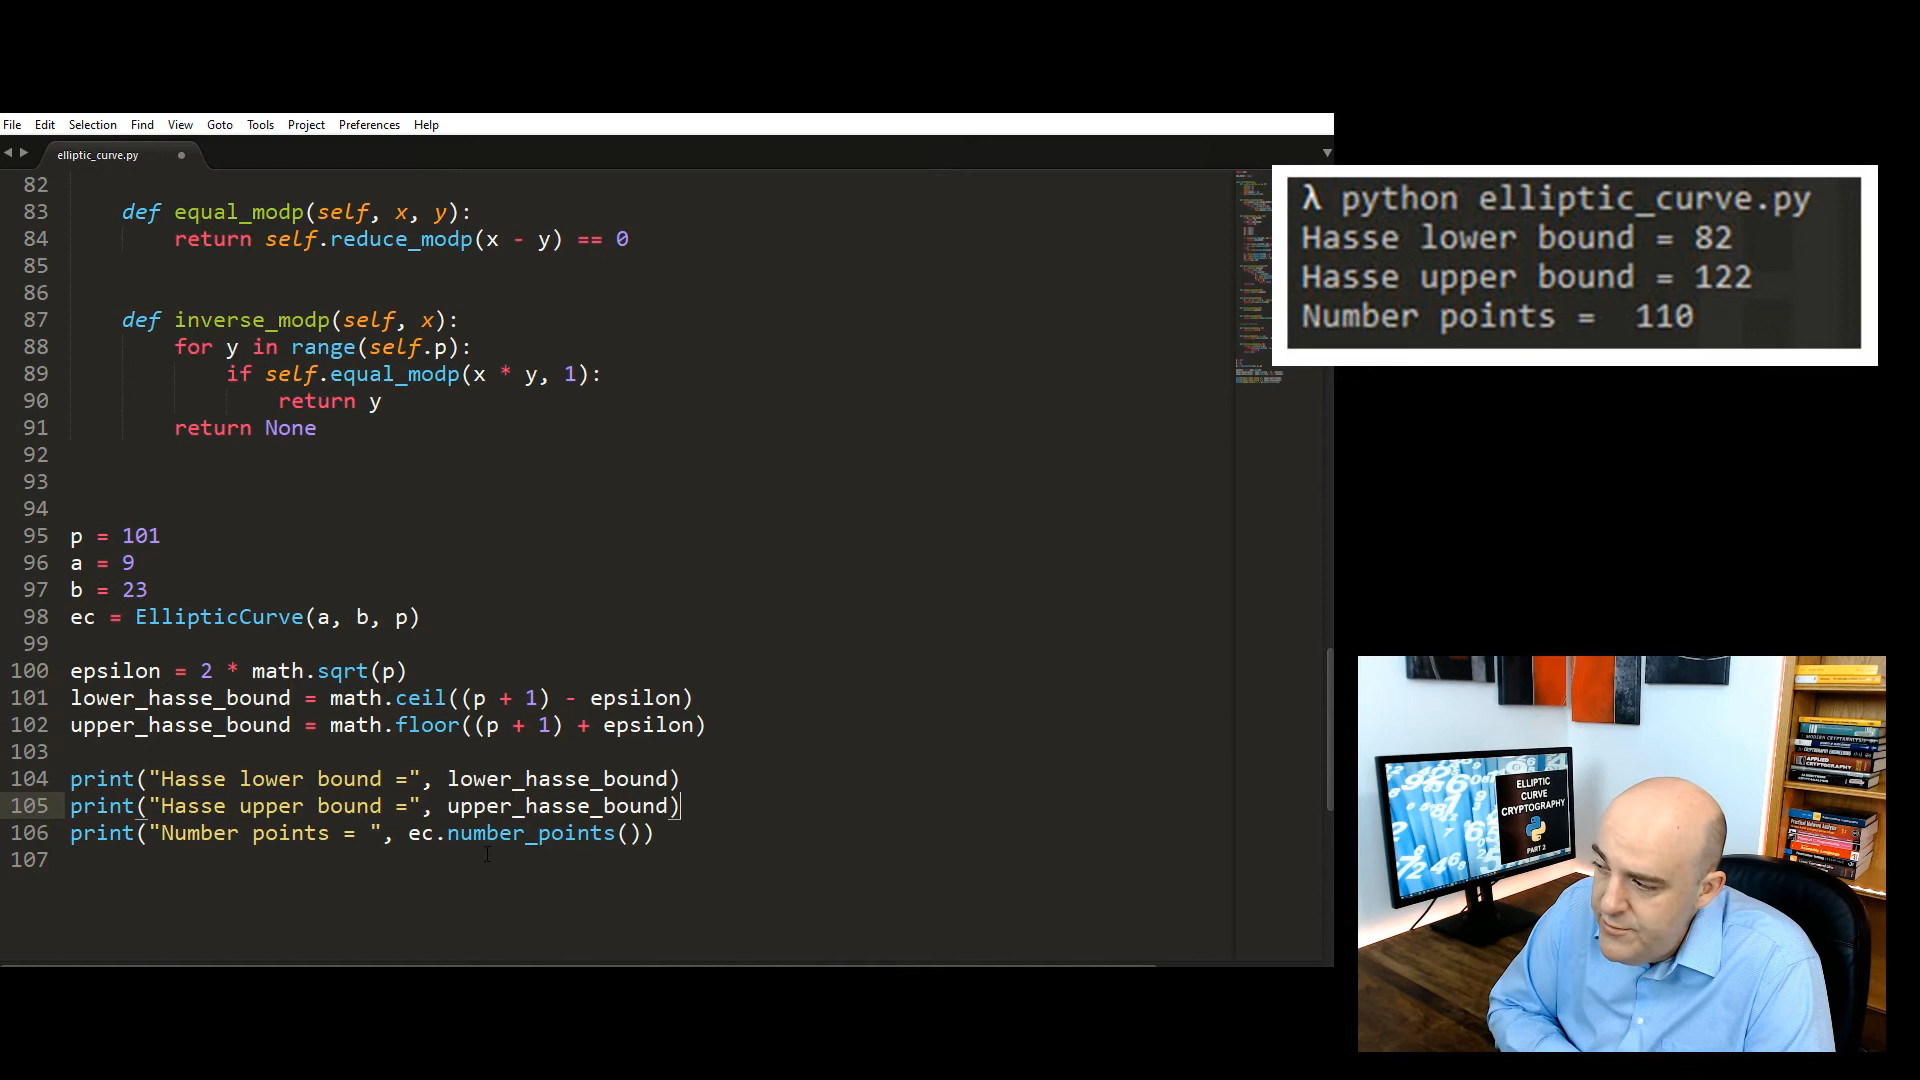 File Edit Selection Find View Goto Tools Project Preferences Help
elliptic_curve.py
82
83 def equal_modp(self, x, y):
84 return self.reduce_modp(x - y) == 0
85
86
87 def inverse_modp(self, x):
88 for y in range(self.p):
89 if self.equal_modp(x * y, 1):
90 return y
91 return None
92
93
94
95 p = 101
96 a = 9
97 b = 23
98 ec = EllipticCurve(a, b, p)
99
100 epsilon = 2 * math.sqrt(p)
101 lower_hasse_bound = math.ceil((p + 1) - epsilon)
102 upper_hasse_bound = math.floor((p + 1) + epsilon)
103
104 print("Hasse lower bound =", lower_hasse_bound)
105 print("Hasse upper bound =", upper_hasse_bound)
106 print("Number points = ", ec.number_points())
107
λ python elliptic_curve.py
Hasse lower bound = 82
Hasse upper bound = 122
Number points =  110
ELLIPTIC
CURVE
CRYPTOGRAPHY
PART 2
MODERN CRYPTANALYSIS
APPLIED
CRYPTOGRAPHY